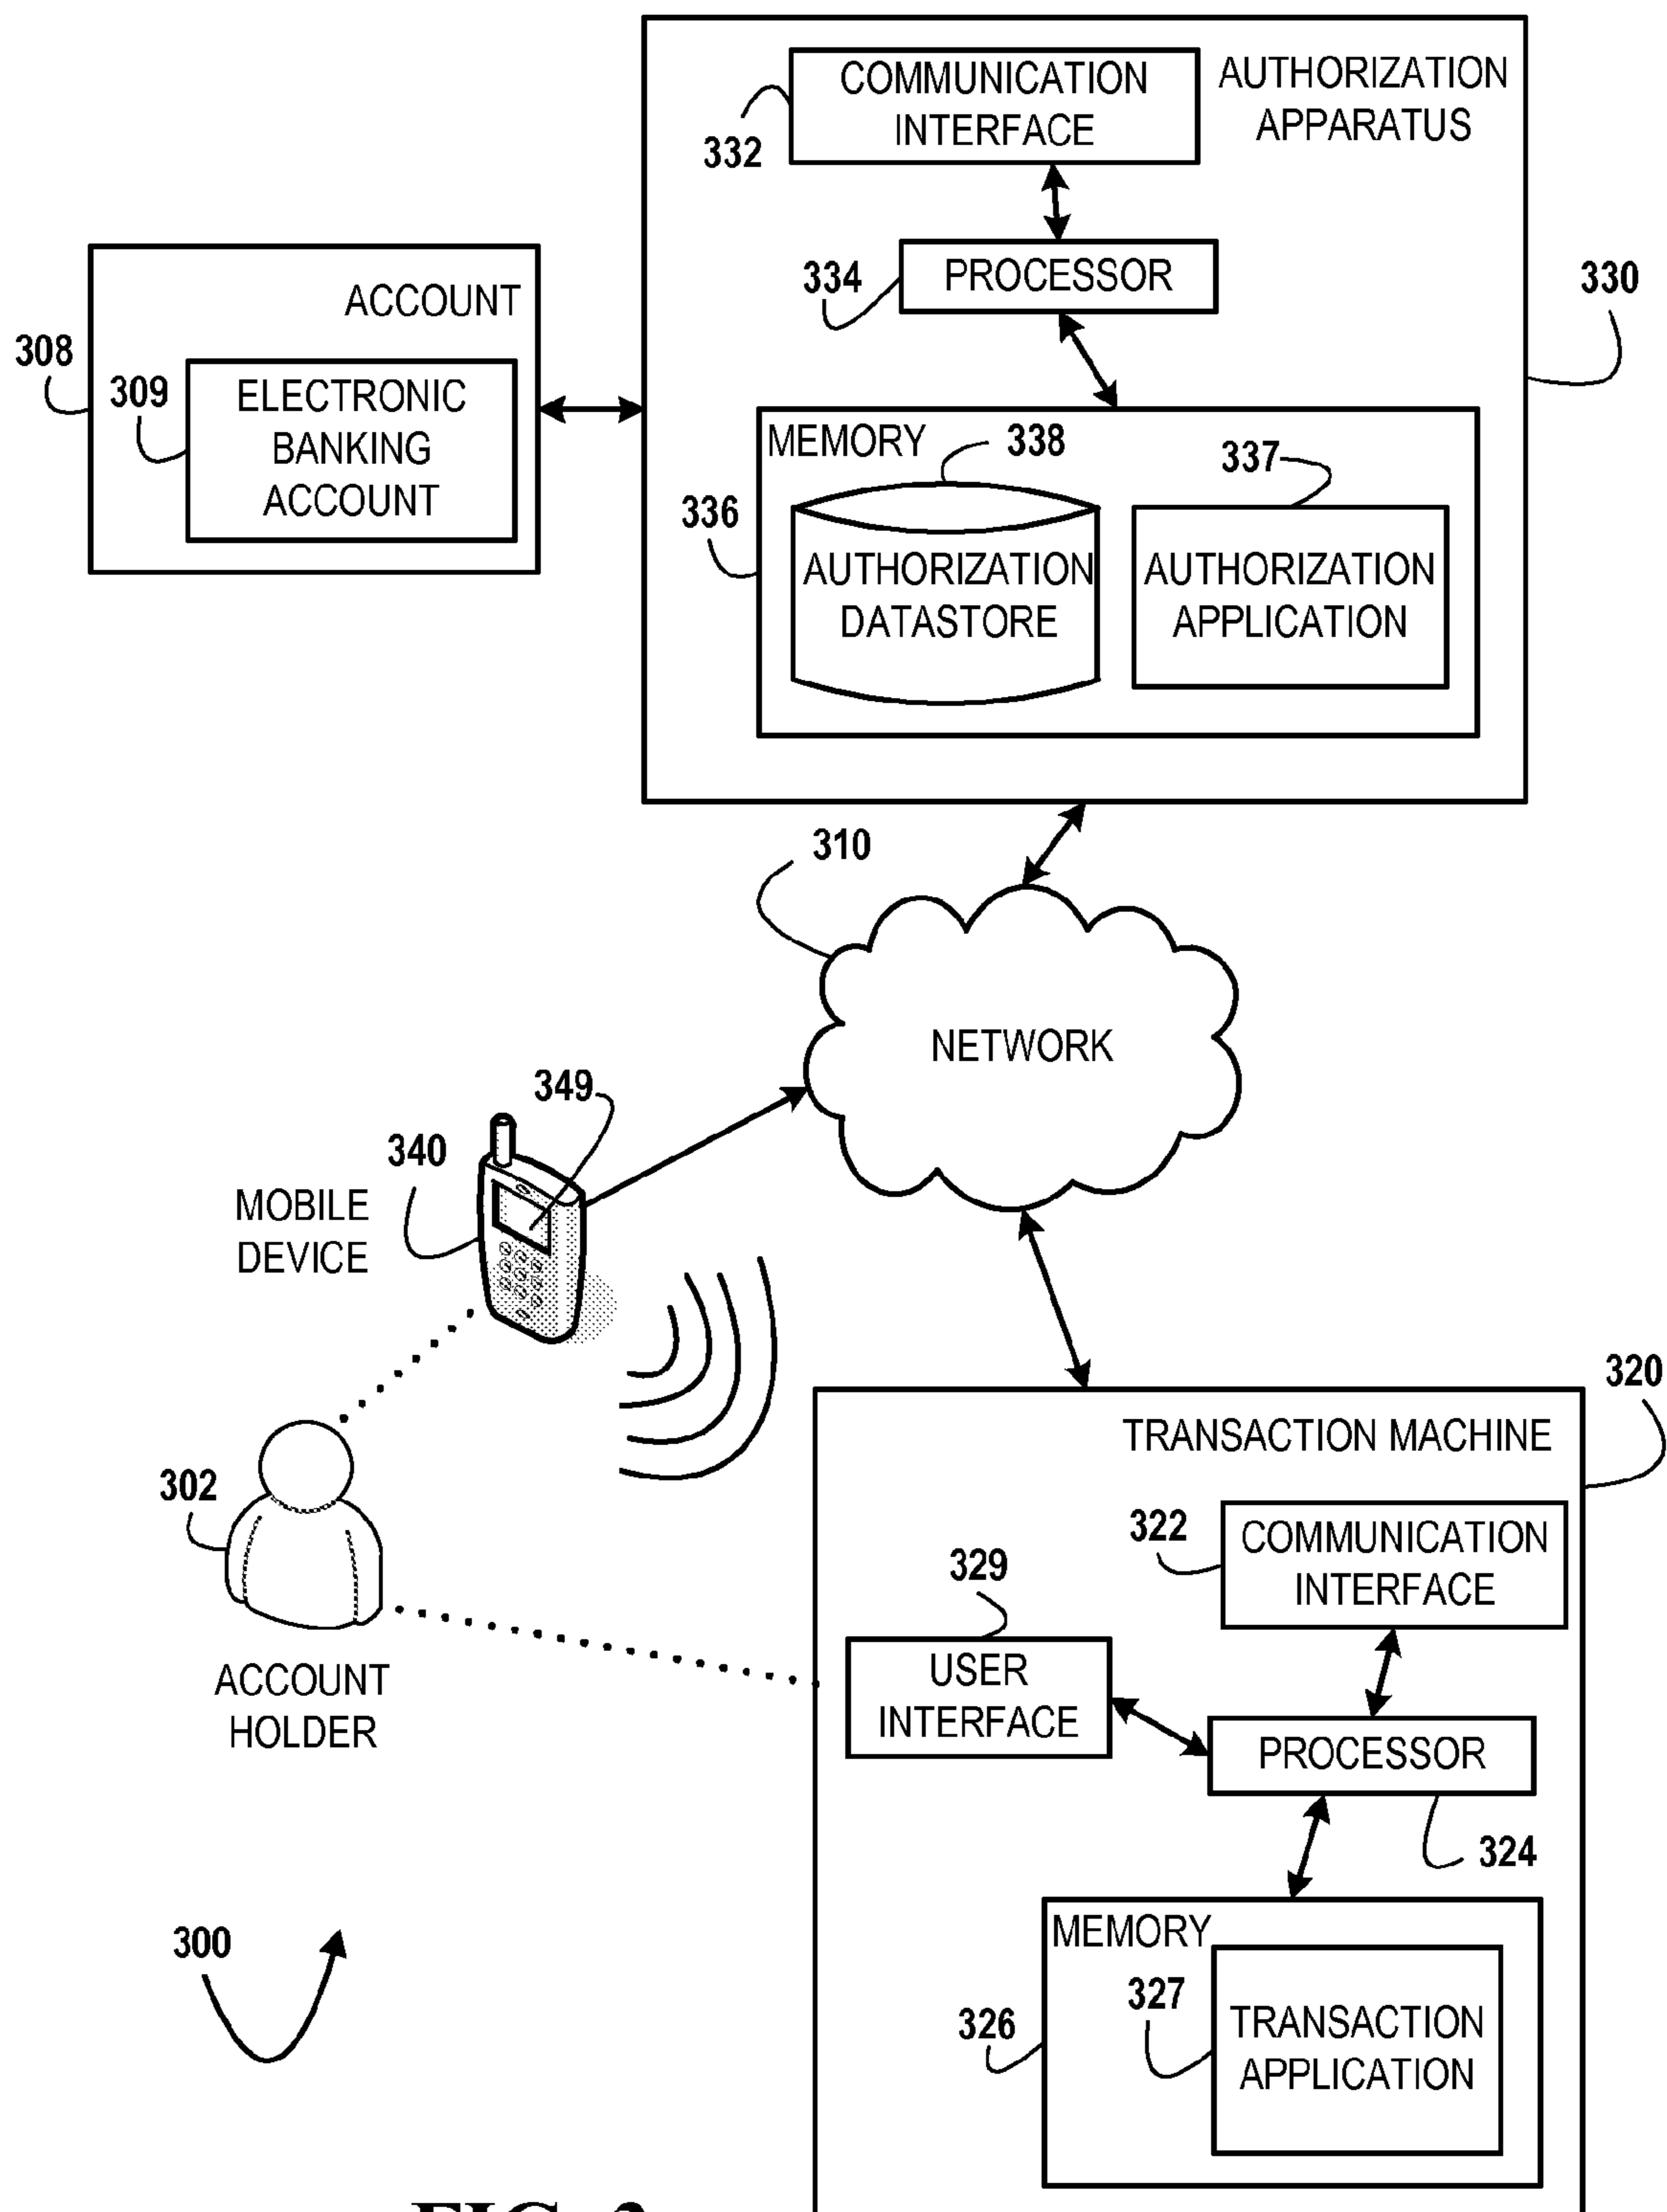 COMMUNICATION
INTERFACE
332
AUTHORIZATION
APPARATUS
334
PROCESSOR
330
ACCOUNT
308
309
ELECTRONIC
BANKING
ACCOUNT
MEMORY
338
337
336
AUTHORIZATION
DATASTORE
AUTHORIZATION
APPLICATION
310
NETWORK
349
340
MOBILE
DEVICE
302
ACCOUNT
HOLDER
320
TRANSACTION MACHINE
322
COMMUNICATION
INTERFACE
329
USER
INTERFACE
PROCESSOR
324
300
MEMORY
326
327
TRANSACTION
APPLICATION